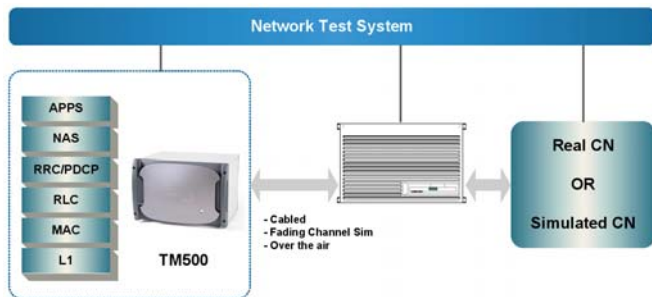 Network Test System
APPS
NAS
RRC/PDCP
RLC
MAC
L1
TM500
- Cabled
- Fading Channel Sim
- Over the air
Real CN
OR
Simulated CN